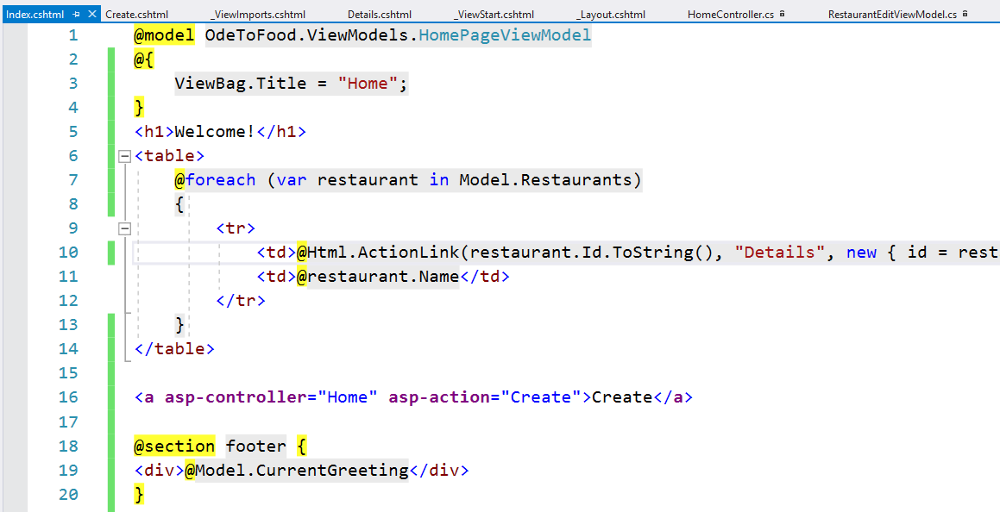 Index.cshtml Create.cshtml _ViewImports.cshtml Details.cshtml _ViewStart.cshtml _Layout.cshtml HomeController.cs RestaurantEditViewModel.cs
1 @model OdeToFood.ViewModels.HomePageViewModel
2 @{
3 ViewBag.Title = "Home";
4 }
5 <h1>Welcome!</h1>
6 <table>
7 @foreach (var restaurant in Model.Restaurants)
8 {
9 <tr>
10 <td>@Html.ActionLink(restaurant.Id.ToString(), "Details", new { id = rest
11 <td>@restaurant.Name</td>
12 </tr>
13 }
14 </table>
15
16 <a asp-controller="Home" asp-action="Create">Create</a>
17
18 @section footer {
19 <div>@Model.CurrentGreeting</div>
20 }